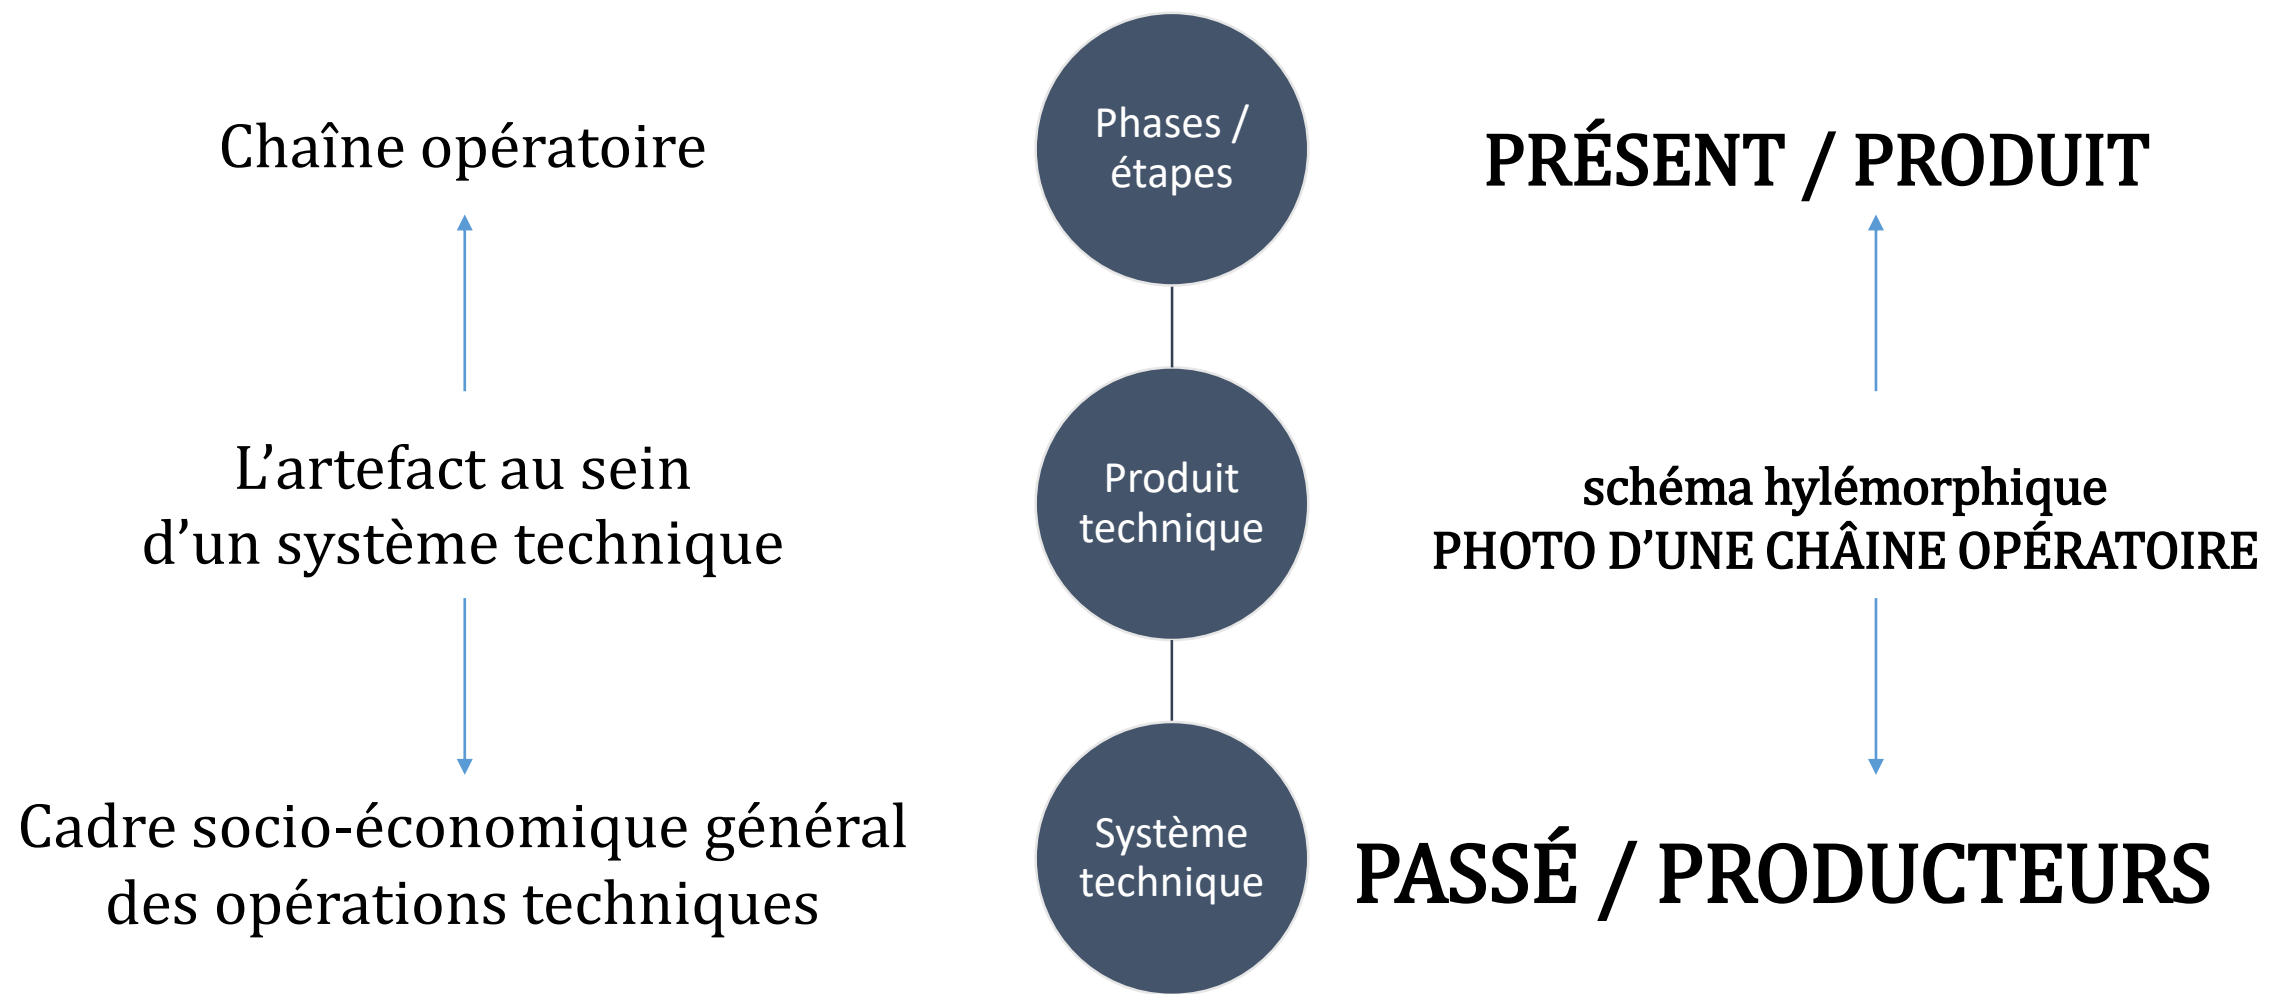 Chaîne opératoire
Phases /
étapes
PRÉSENT / PRODUIT
L’artefact au sein
d’un système technique
Produit
technique
schéma hylémorphique
PHOTO D’UNE CHÂINE OPÉRATOIRE
Cadre socio-économique général
des opérations techniques
Système
technique
PASSÉ / PRODUCTEURS